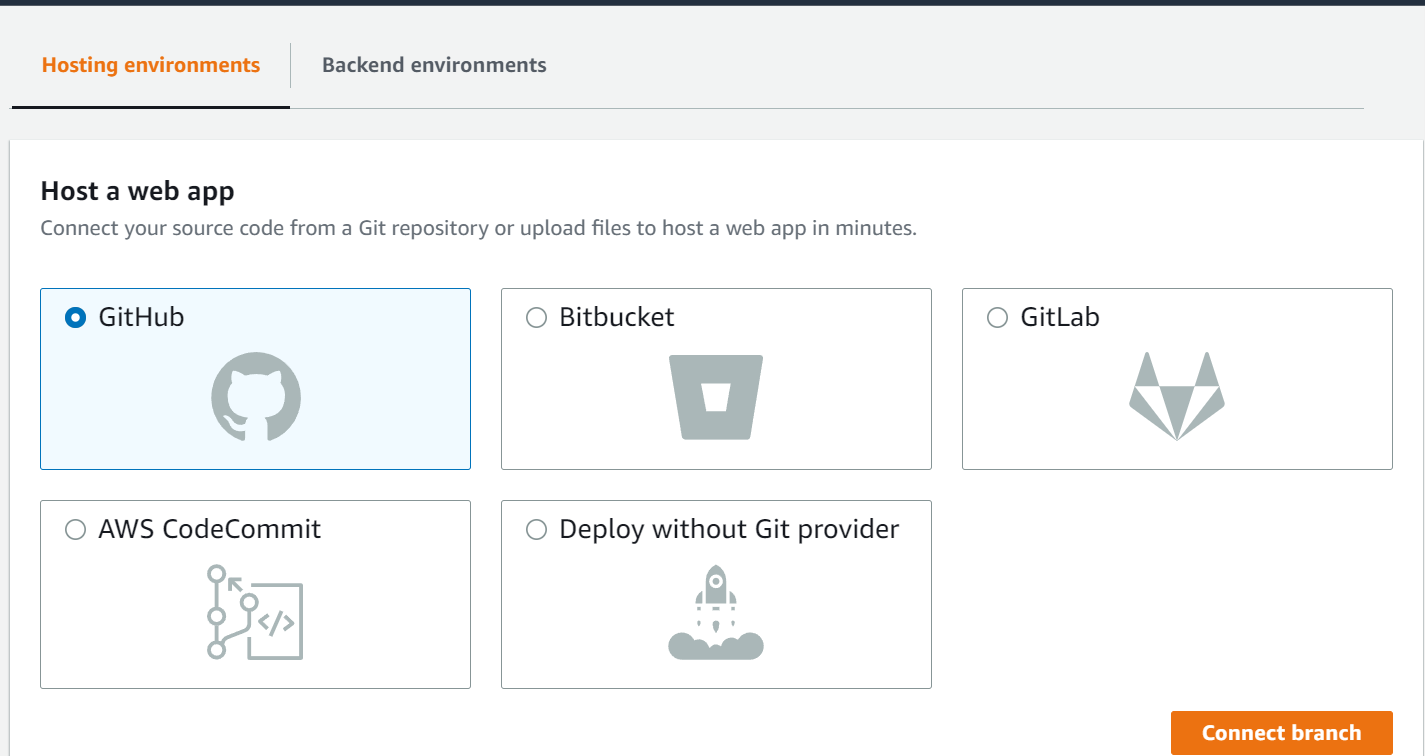 Hosting environments
Backend environments
Host a web app
Connect your source code from a Git repository or upload files to host a web app in minutes.
GitHub
Bitbucket
GitLab
AWS CodeCommit
Deploy without Git provider
</>
Connect branch